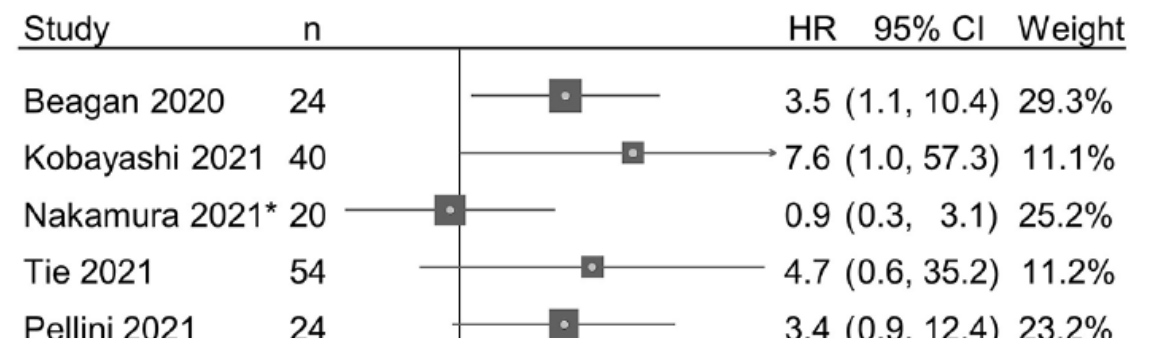 Study n HR 95% CI Weight
Beagan 2020 24 3.5 (1.1, 10.4) 29.3%
Kobayashi 2021 40 7.6 (1.0, 57.3) 11.1%
Nakamura 2021* 20 0.9 (0.3, 3.1) 25.2%
Tie 2021 54 4.7 (0.6, 35.2) 11.2%
Pellini 2021 24 3.4 (0.9, 12.4) 23.2%